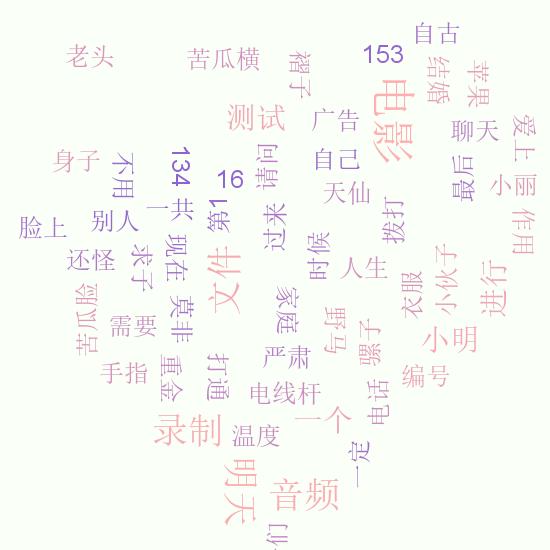 自古
老头
苦瓜横
153
褶子
结婚
苹果
电影
测试
广告
聊天
爱上
身子
不用
134
16
请问
自己
最后
天仙
小丽
一共
第1
拨打
作用
脸上
别人
过来
还怪
求子
现在
文件
时候
人生
衣服
小伙子
进行
苦瓜脸
莫非
家庭
需要
野马
骡子
小明
手指
重金
打通
严肃
电线杆
电话
编号
录制
温度
一个
一定
明天
音频
们